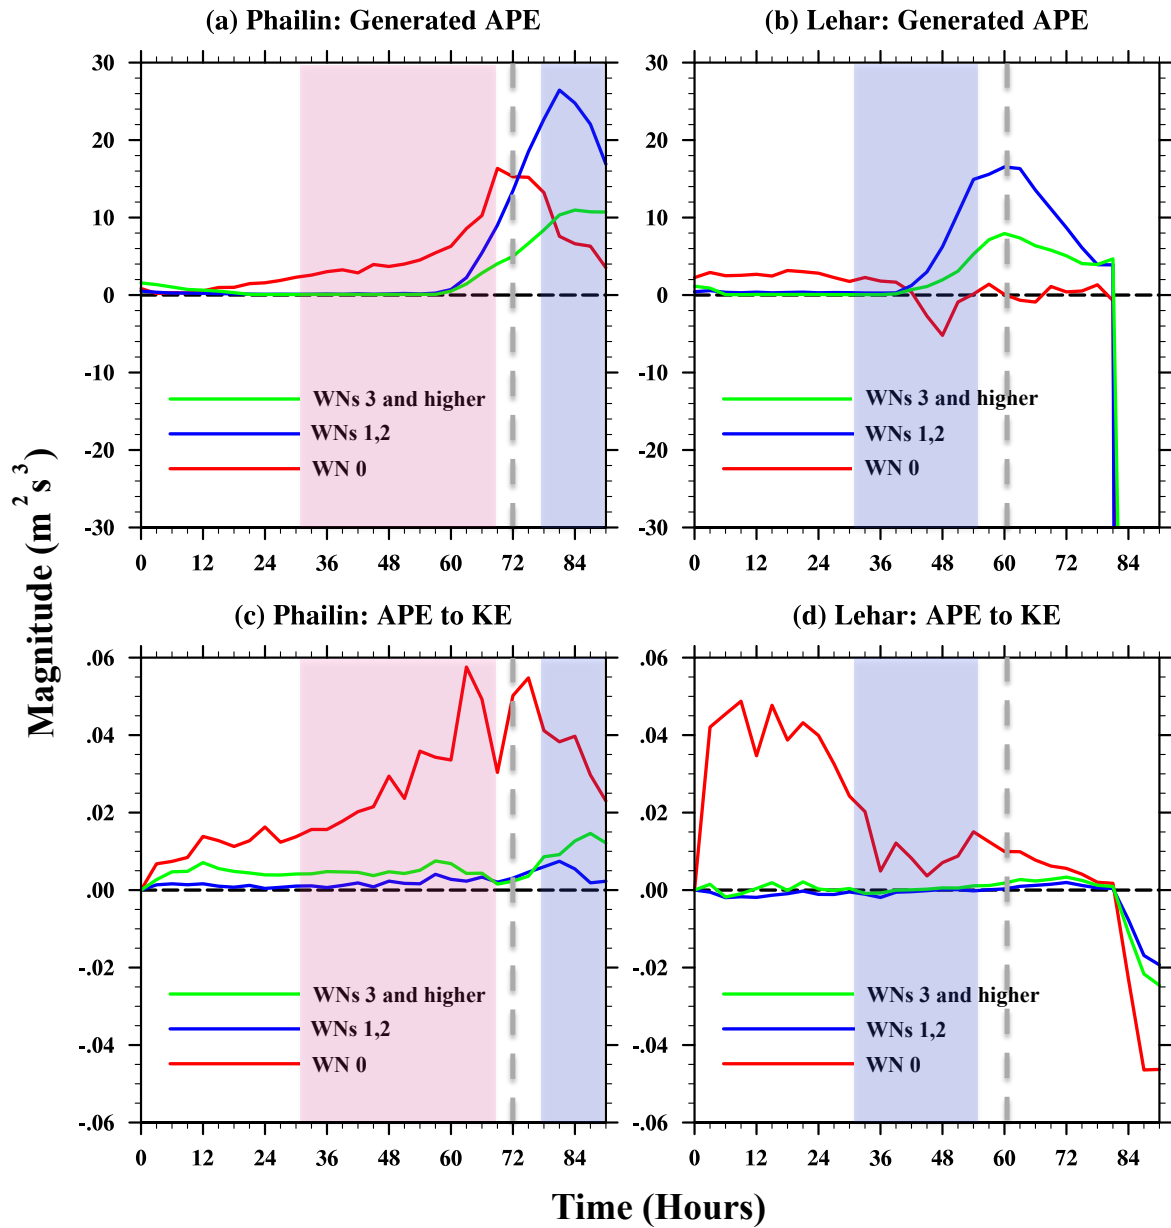 (a) Phailin: Generated APE
(b) Lehar: Generated APE
30
20
10
0
-10
-20
-30
WNs 3 and higher
WNs 1,2
WN 0
0 12 24 36 48 60 72 84
30
20
10
0
-10
-20
-30
WNs 3 and higher
WNs 1,2
WN 0
0 12 24 36 48 60 72 84
Magnitude (m² s³)
(c) Phailin: APE to KE
(d) Lehar: APE to KE
.06
.04
.02
.00
-.02
-.04
-.06
WNs 3 and higher
WNs 1,2
WN 0
0 12 24 36 48 60 72 84
.06
.04
.02
.00
-.02
-.04
-.06
WNs 3 and higher
WNs 1,2
WN 0
0 12 24 36 48 60 72 84
Time (Hours)